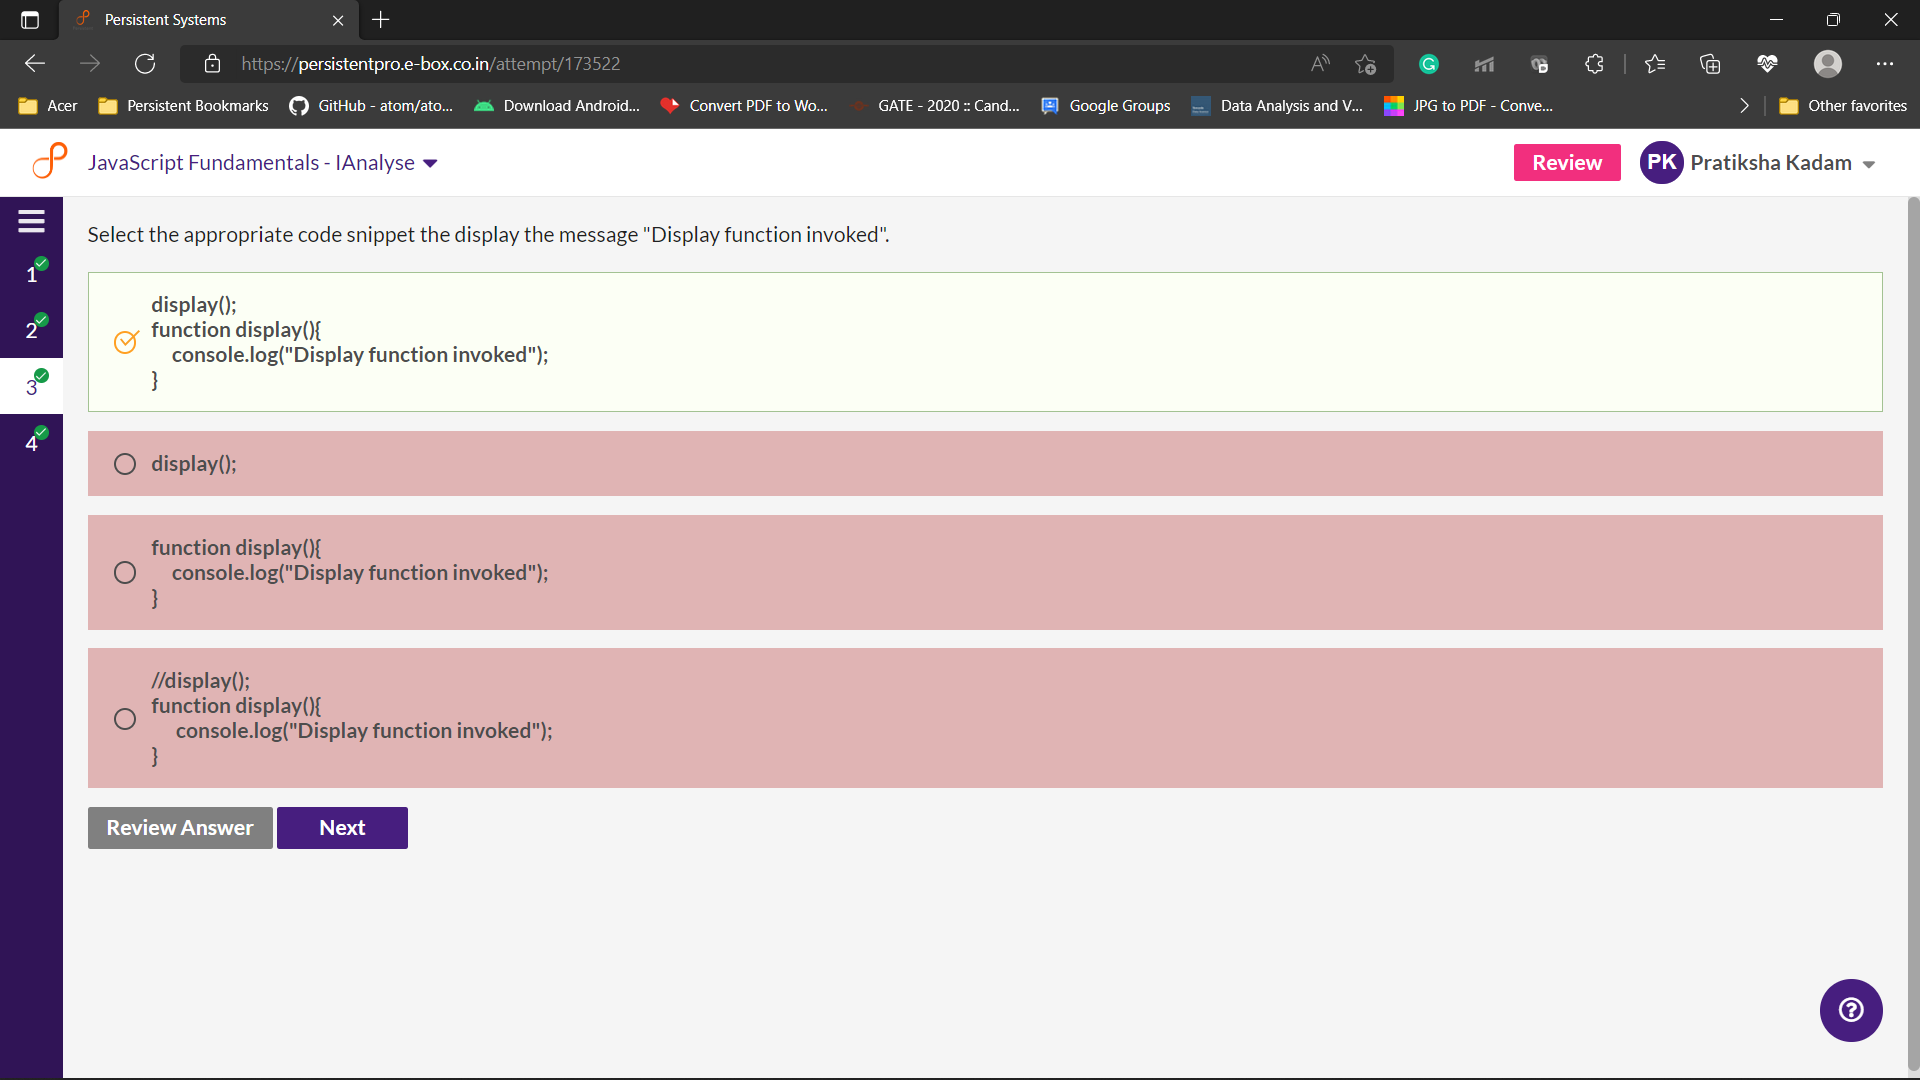 Persistent Systems
https://persistentpro.e-box.co.in/attempt/173522
Acer
Persistent Bookmarks
GitHub - atom/ato...
Download Android...
Convert PDF to Wo...
GATE - 2020 :: Cand...
Google Groups
Data Analysis and V...
JPG to PDF - Conve...
Other favorites
JavaScript Fundamentals - IAnalyse
Review
PK
Pratiksha Kadam
Select the appropriate code snippet the display the message "Display function invoked".
1
2
3
4
display();
function display(){
console.log("Display function invoked");
}
display();
function display(){
console.log("Display function invoked");
}
//display();
function display(){
console.log("Display function invoked");
}
Review Answer
Next